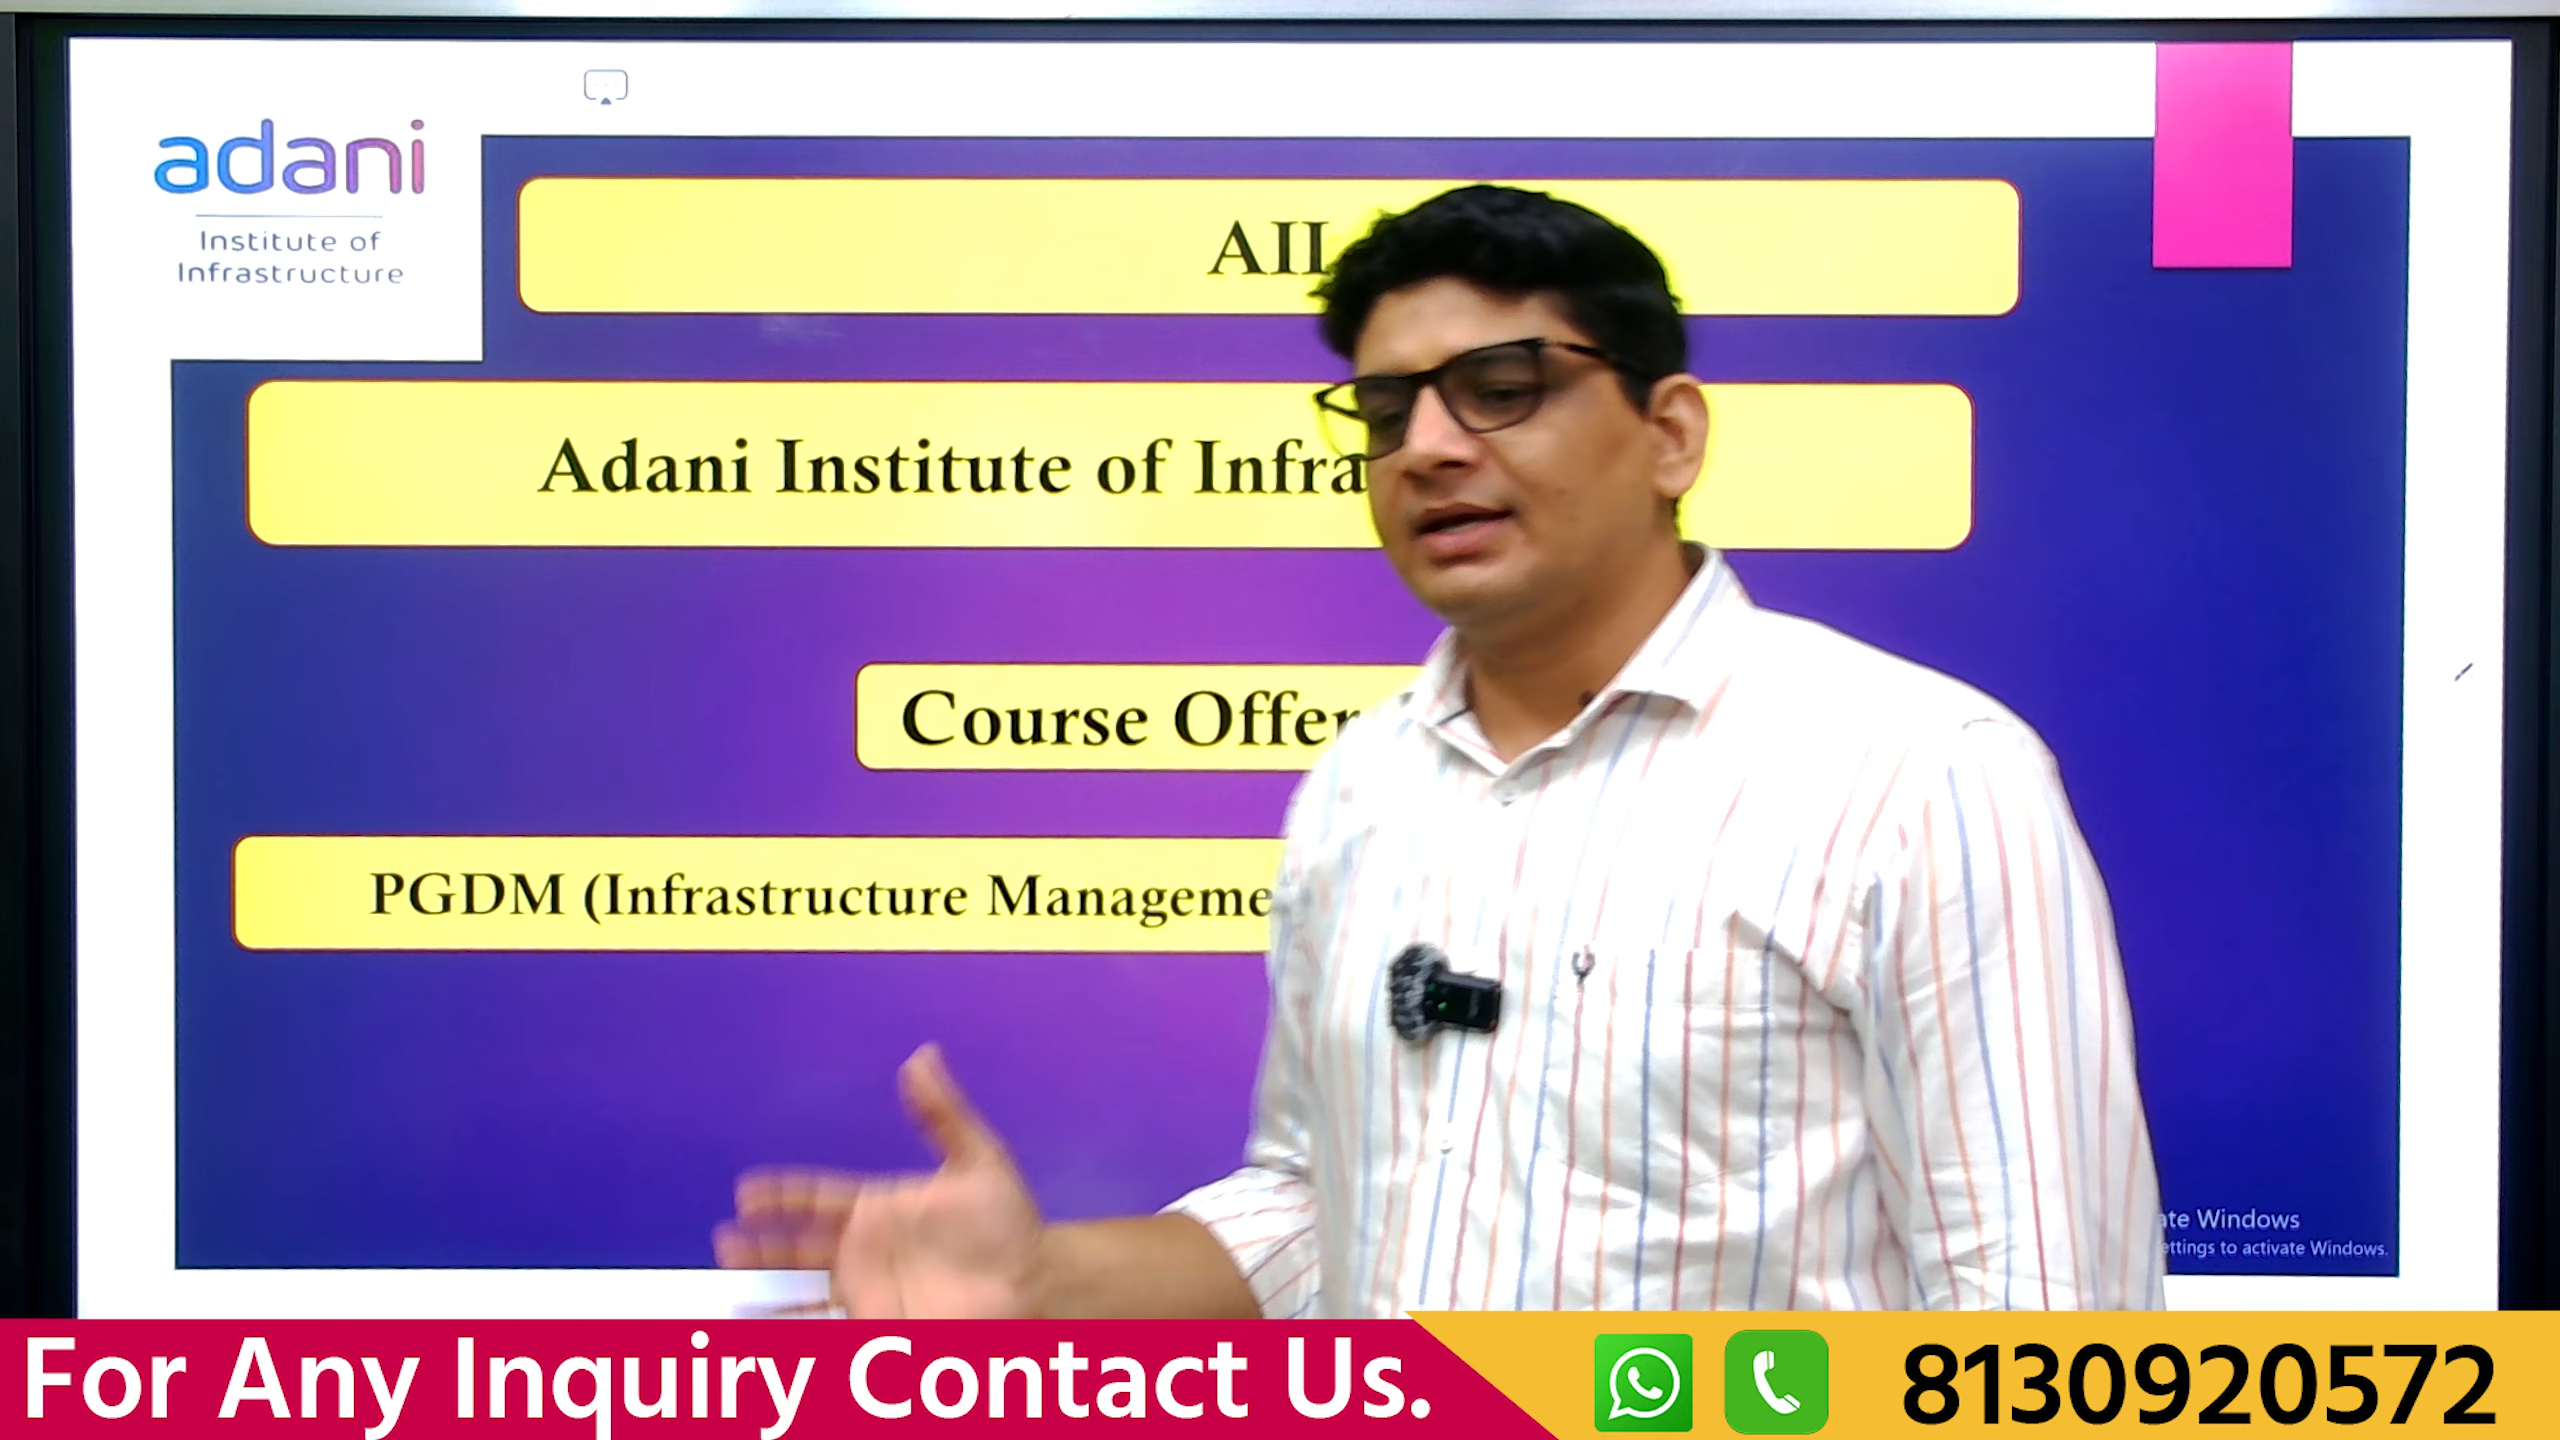 adani
Institute of
Infrastructure
AII
Adani Institute of Infra
Course Offer
PGDM (Infrastructure Manageme
ate Windows
ettings to activate Windows.
For Any Inquiry Contact Us.
8130920572